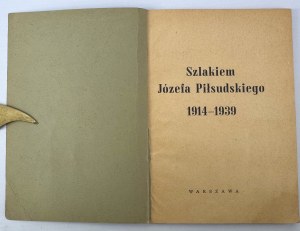 Szlakiem
Józefa Piłsudskiego
1914—1939
WARSZAWA